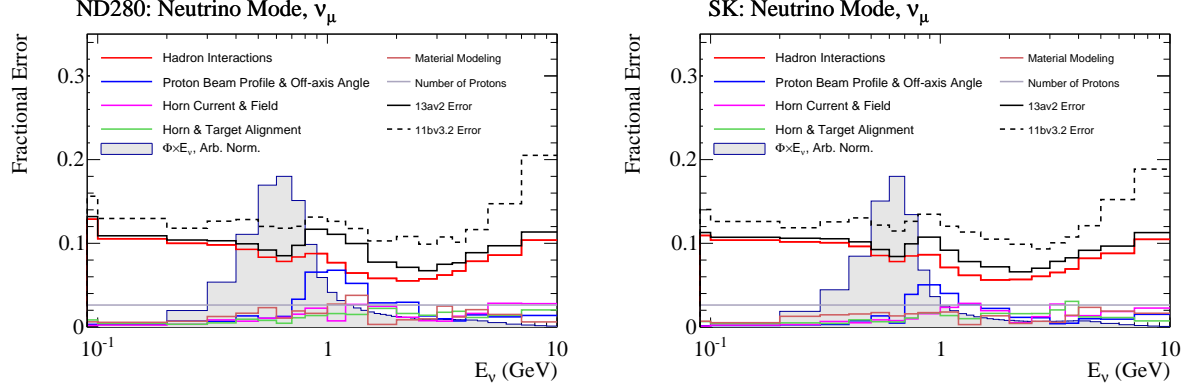 ND280: Neutrino Mode, νμ
Fractional Error
0.3
0.2
0.1
0
Hadron Interactions
Proton Beam Profile & Off-axis Angle
Horn Current & Field
Horn & Target Alignment
Φ×Eν, Arb. Norm.
Material Modeling
Number of Protons
13av2 Error
11bv3.2 Error
10⁻¹ 1 10
Eν (GeV)
SK: Neutrino Mode, νμ
Fractional Error
0.3
0.2
0.1
0
Hadron Interactions
Proton Beam Profile & Off-axis Angle
Horn Current & Field
Horn & Target Alignment
Φ×Eν, Arb. Norm.
Material Modeling
Number of Protons
13av2 Error
11bv3.2 Error
10⁻¹ 1 10
Eν (GeV)